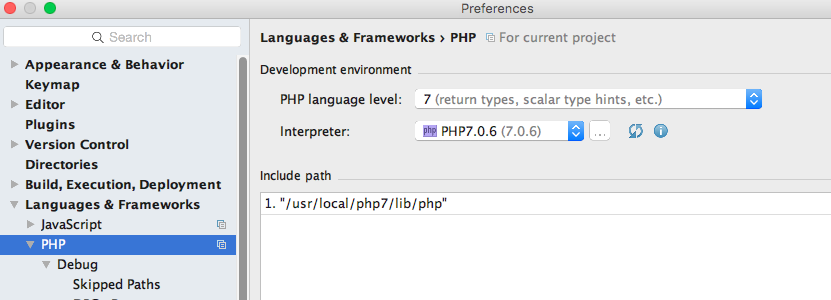 Preferences
Search
Appearance & Behavior
Keymap
Editor
Plugins
Version Control
Directories
Build, Execution, Deployment
Languages & Frameworks
JavaScript
PHP
Debug
Skipped Paths
Languages & Frameworks › PHP For current project
Development environment
PHP language level: 7 (return types, scalar type hints, etc.)
Interpreter: php PHP7.0.6 (7.0.6) ...
Include path
1. "/usr/local/php7/lib/php"